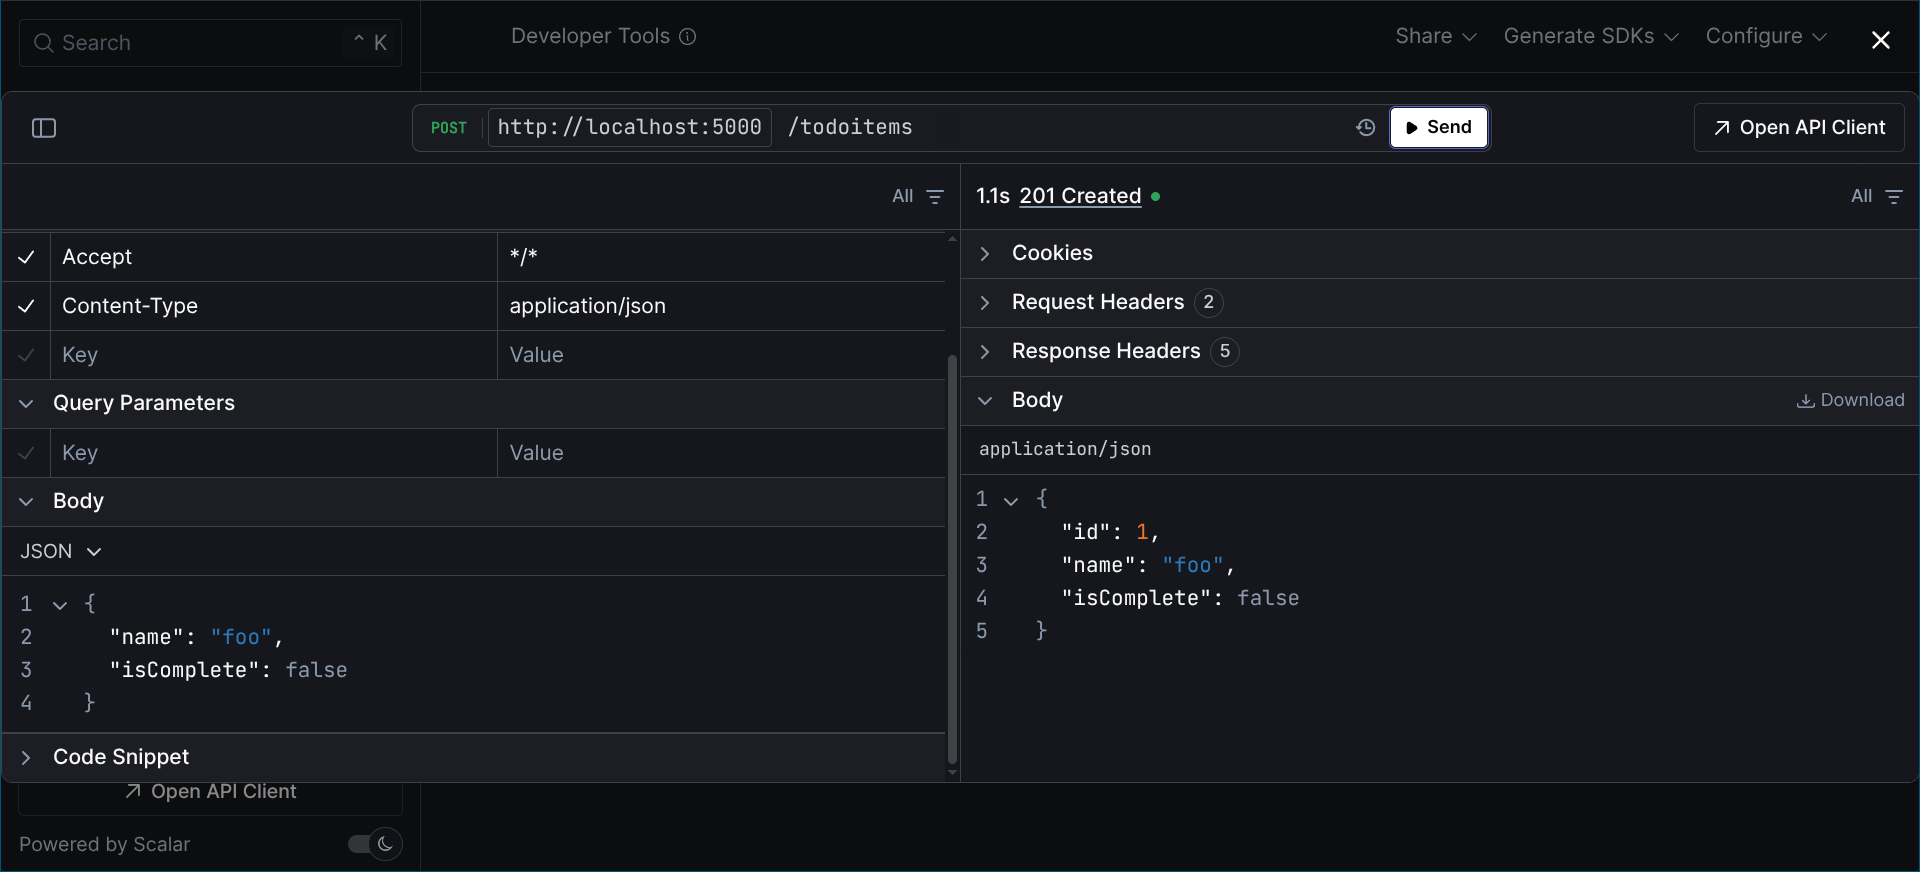 Search ^ K
Developer Tools
Share
Generate SDKs
Configure
POST http://localhost:5000 /todoitems
Send
Open API Client
All
Accept */*
Content-Type application/json
Key Value
Query Parameters
Key Value
Body
JSON
1 {
2 "name": "foo",
3 "isComplete": false
4 }
Code Snippet
1.1s 201 Created
All
Cookies
Request Headers 2
Response Headers 5
Body
Download
application/json
1 {
2 "id": 1,
3 "name": "foo",
4 "isComplete": false
5 }
Open API Client
Powered by Scalar